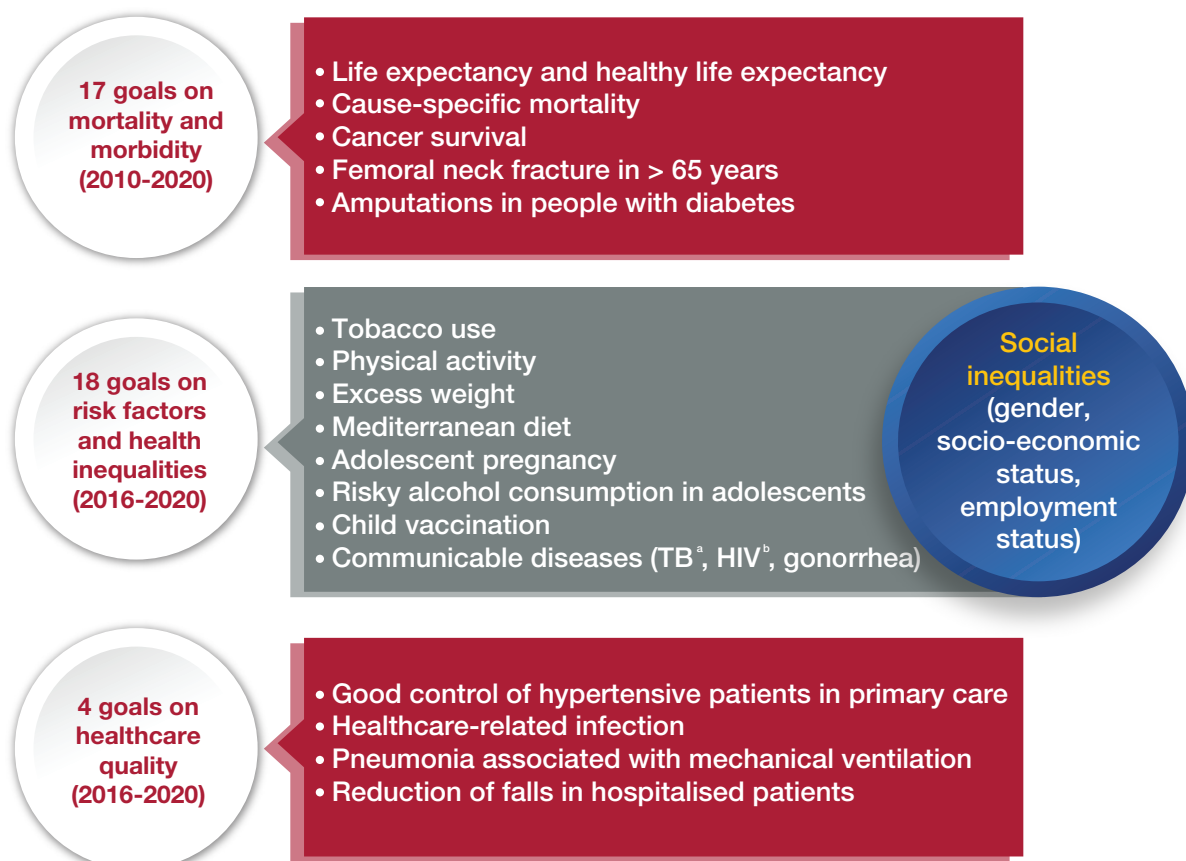 17 goals on
mortality and
morbidity
(2010-2020)
• Life expectancy and healthy life expectancy
• Cause-specific mortality
• Cancer survival
• Femoral neck fracture in > 65 years
• Amputations in people with diabetes
18 goals on
risk factors
and health
inequalities
(2016-2020)
• Tobacco use
• Physical activity
• Excess weight
• Mediterranean diet
• Adolescent pregnancy
• Risky alcohol consumption in adolescents
• Child vaccination
• Communicable diseases (TBᵃ, HIVᵇ, gonorrhea)
Social
inequalities
(gender,
socio-economic
status,
employment
status)
4 goals on
healthcare
quality
(2016-2020)
• Good control of hypertensive patients in primary care
• Healthcare-related infection
• Pneumonia associated with mechanical ventilation
• Reduction of falls in hospitalised patients